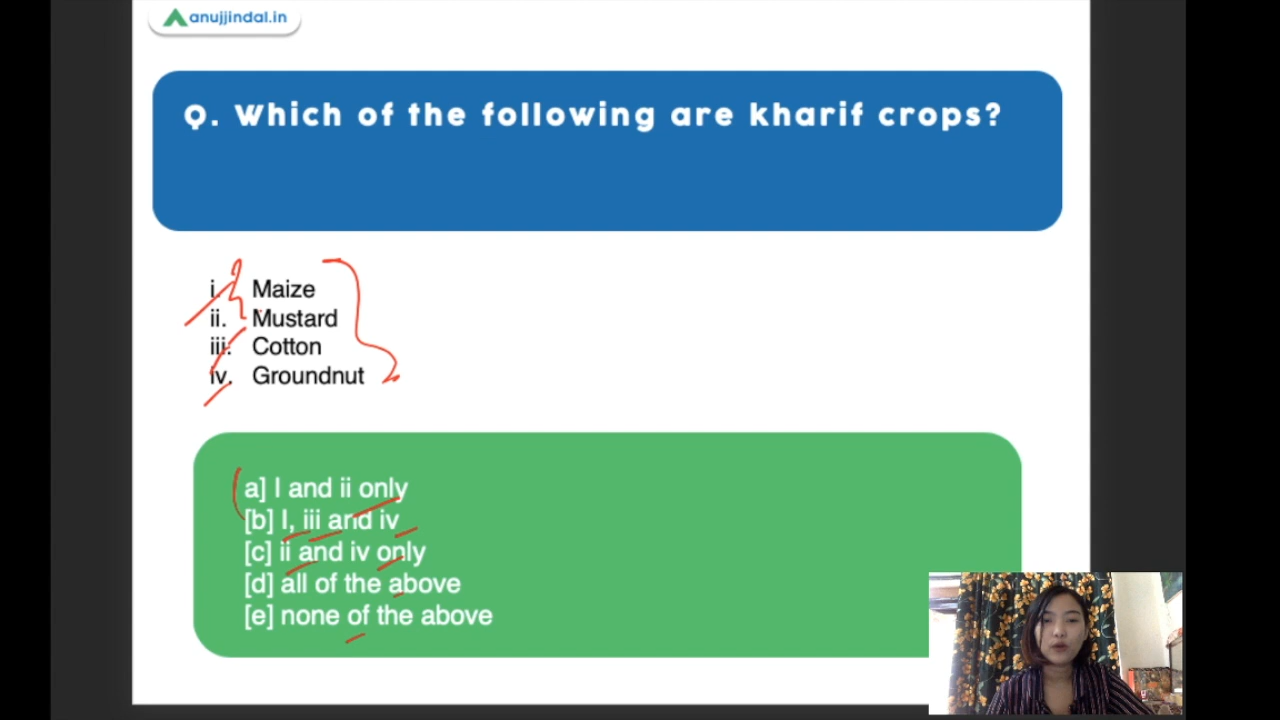 anujjindal.in
Q. Which of the following are kharif crops?
i. Maize
ii. Mustard
iii. Cotton
iv. Groundnut
a] I and ii only
[b] I, iii and iv
[c] ii and iv only
[d] all of the above
[e] none of the above